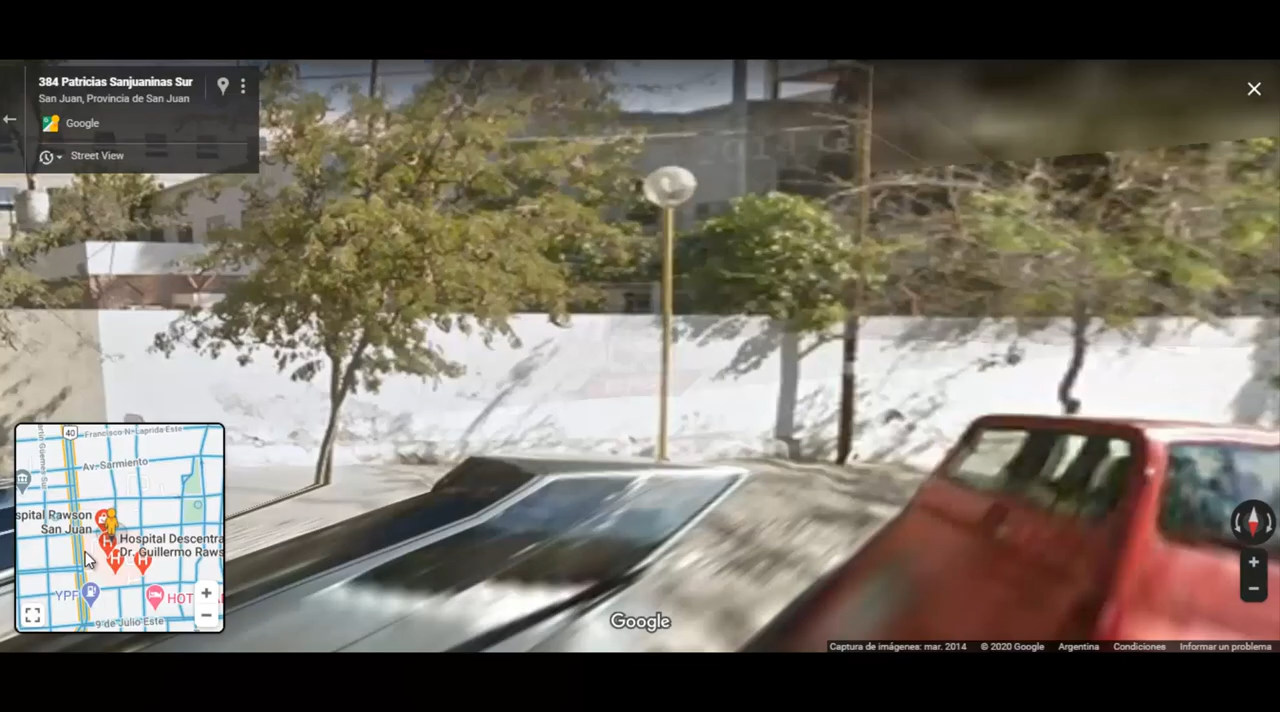 384 Patricias Sanjuaninas Sur
San Juan, Provincia de San Juan
Google
Street View
40
Francisco N. Laprida Este
Av. Sarmiento
spital Rawson
San Juan
Hospital Descentra
Dr. Guillermo Raws
YPF
HOT
9 de Julio Este
Google
Captura de imágenes: mar. 2014
© 2020 Google
Argentina
Condiciones
Informar un problema